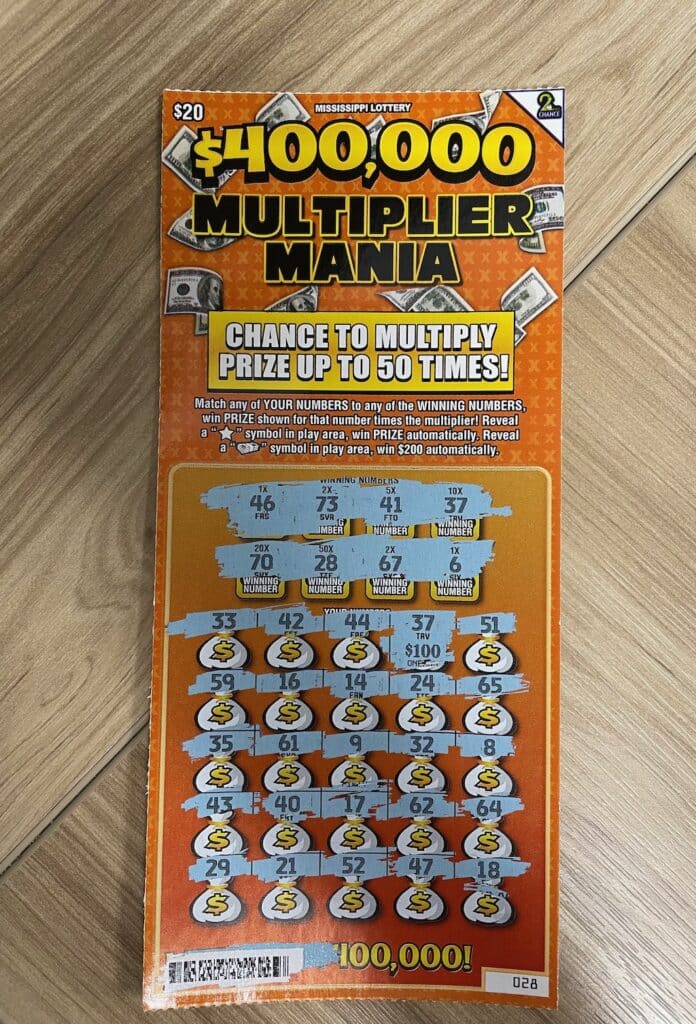 $20 MISSISSIPPI LOTTERY 2nd CHANCE
$400,000
MULTIPLIER
MANIA
CHANCE TO MULTIPLY
PRIZE UP TO 50 TIMES!
Match any of YOUR NUMBERS to any of the WINNING NUMBERS,
win PRIZE shown for that number times the multiplier! Reveal
a " " symbol in play area, win PRIZE automatically. Reveal
a " " symbol in play area, win $200 automatically.
WINNING NUMBERS
1X 2X 5X 10X
46 73 41 37
FRS SVR FTO TRV
NUMBER NUMBER WINNING NUMBER
20X 50X 2X 1X
70 28 67 6
WINNING WINNING WINNING WINNING
NUMBER NUMBER NUMBER NUMBER
YOUR NUMBERS
33 42 44 37 51
TRV
$100
$ $ $ $
59 16 14 24 65
$ $ $ $ $
35 61 9 32 8
$ $ $ $ $
43 40 17 62 64
$ $ $ $ $
29 21 52 47 18
$ $ $ $ $
400,000!
028